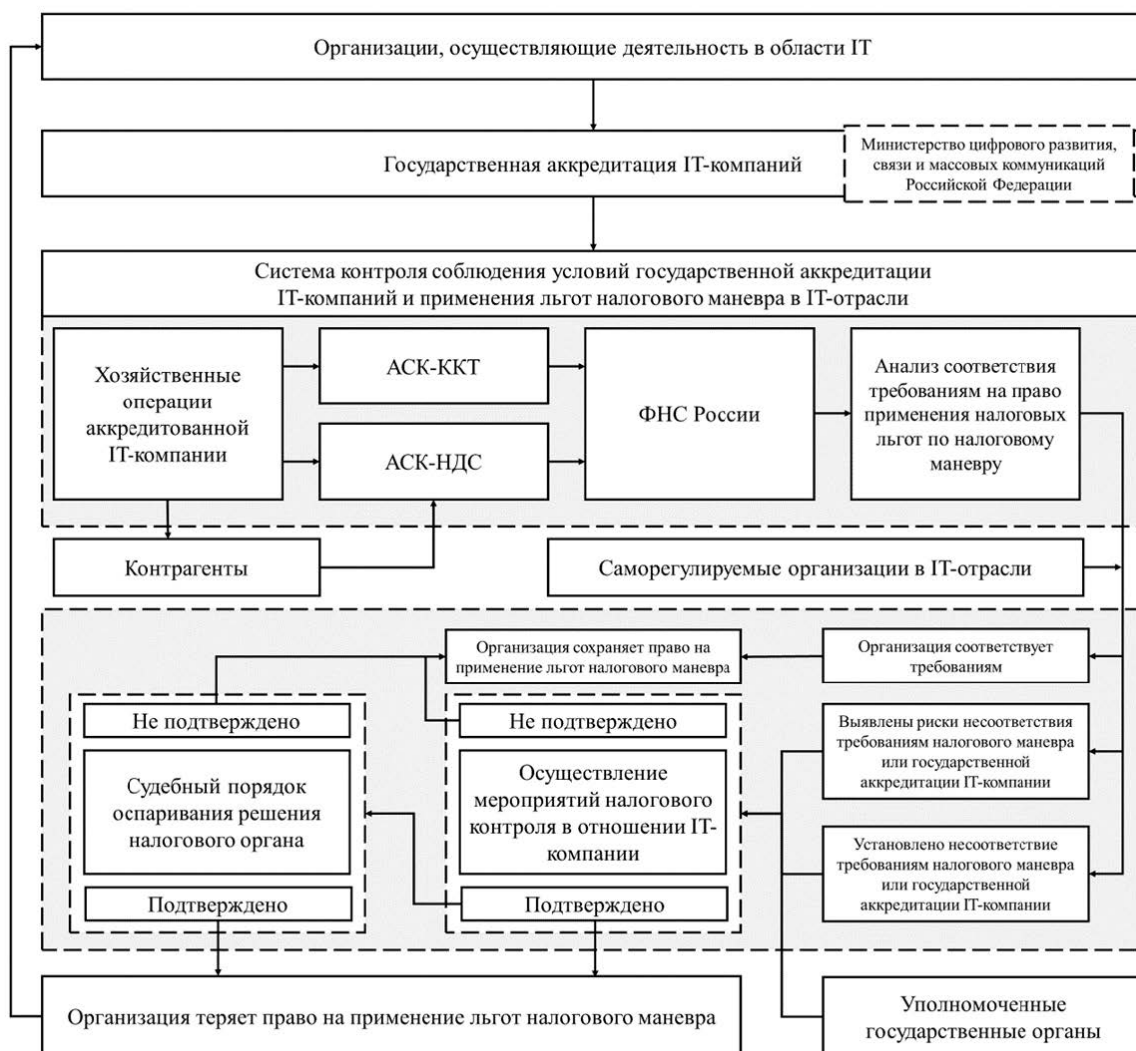 Организации, осуществляющие деятельность в области IT
Государственная аккредитация IT-компаний
Министерство цифрового развития,
связи и массовых коммуникаций
Российской Федерации
Система контроля соблюдения условий государственной аккредитации
IT-компаний и применения льгот налогового маневра в IT-отрасли
Хозяйственные
операции
аккредитованной
IT-компании
АСК-ККТ
АСК-НДС
ФНС России
Анализ соответствия
требованиям на право
применения налоговых
льгот по налоговому
маневру
Контрагенты
Саморегулируемые организации в IT-отрасли
Организация сохраняет право на
применение льгот налогового маневра
Организация соответствует
требованиям
Не подтверждено
Судебный порядок
оспаривания решения
налогового органа
Подтверждено
Не подтверждено
Осуществление
мероприятий налогового
контроля в отношении IT-
компании
Подтверждено
Выявлены риски несоответствия
требованиям налогового маневра
или государственной
аккредитации IT-компании
Установлено несоответствие
требованиям налогового маневра
или государственной
аккредитации IT-компании
Организация теряет право на применение льгот налогового маневра
Уполномоченные
государственные органы